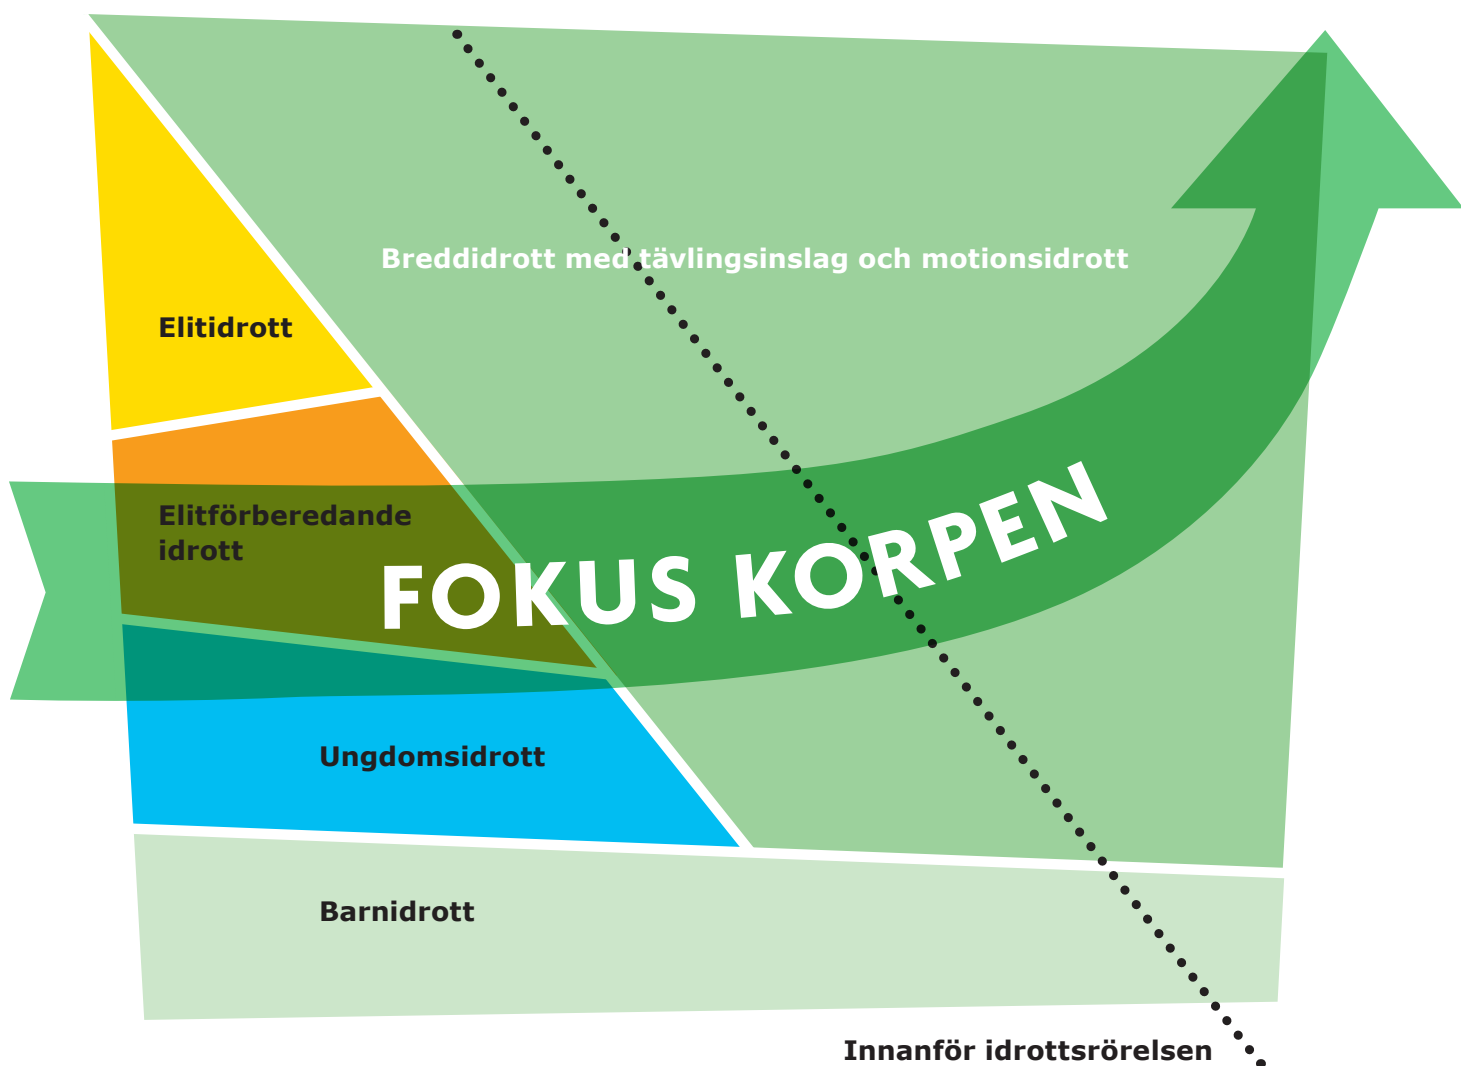 Breddidrott med tävlingsinslag och motionsidrott
Elitidrott
Elitförberedande
idrott
FOKUS KORPEN
Ungdomsidrott
Barnidrott
Innanför idrottsrörelsen